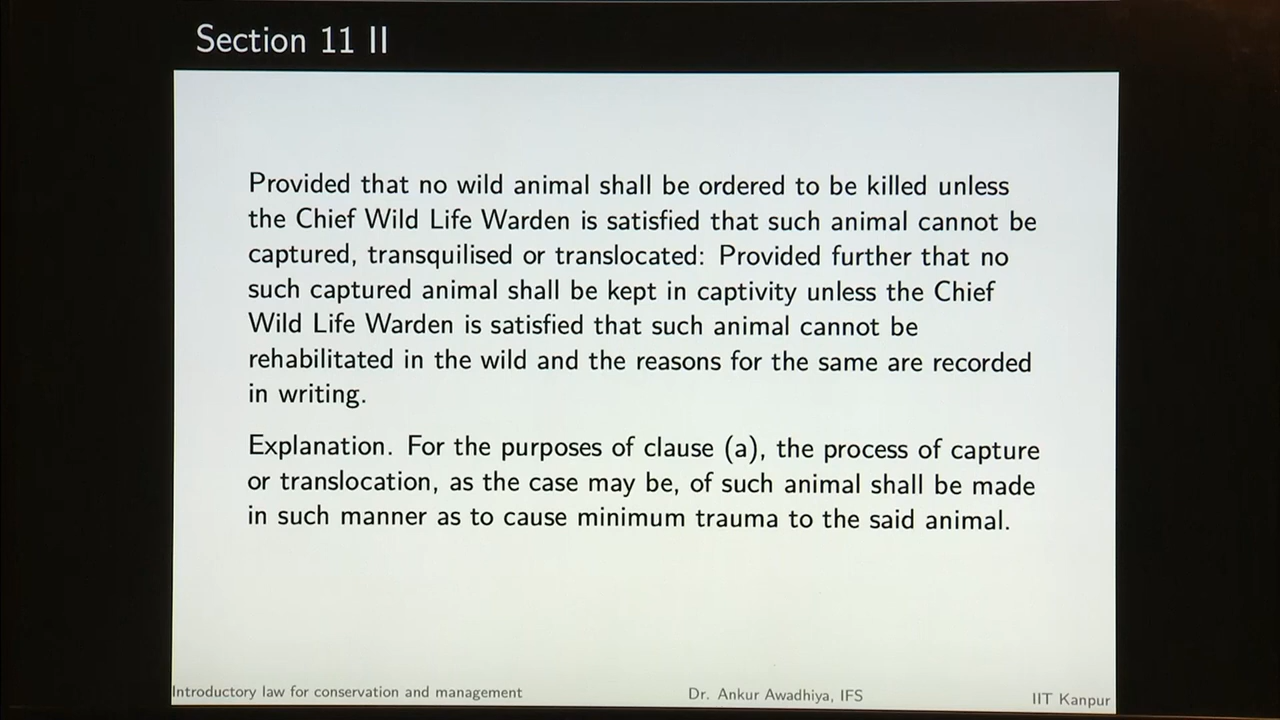 Section 11 II
Provided that no wild animal shall be ordered to be killed unless
the Chief Wild Life Warden is satisfied that such animal cannot be
captured, transquilised or translocated: Provided further that no
such captured animal shall be kept in captivity unless the Chief
Wild Life Warden is satisfied that such animal cannot be
rehabilitated in the wild and the reasons for the same are recorded
in writing.
Explanation. For the purposes of clause (a), the process of capture
or translocation, as the case may be, of such animal shall be made
in such manner as to cause minimum trauma to the said animal.
Introductory law for conservation and management Dr. Ankur Awadhiya, IFS IIT Kanpur